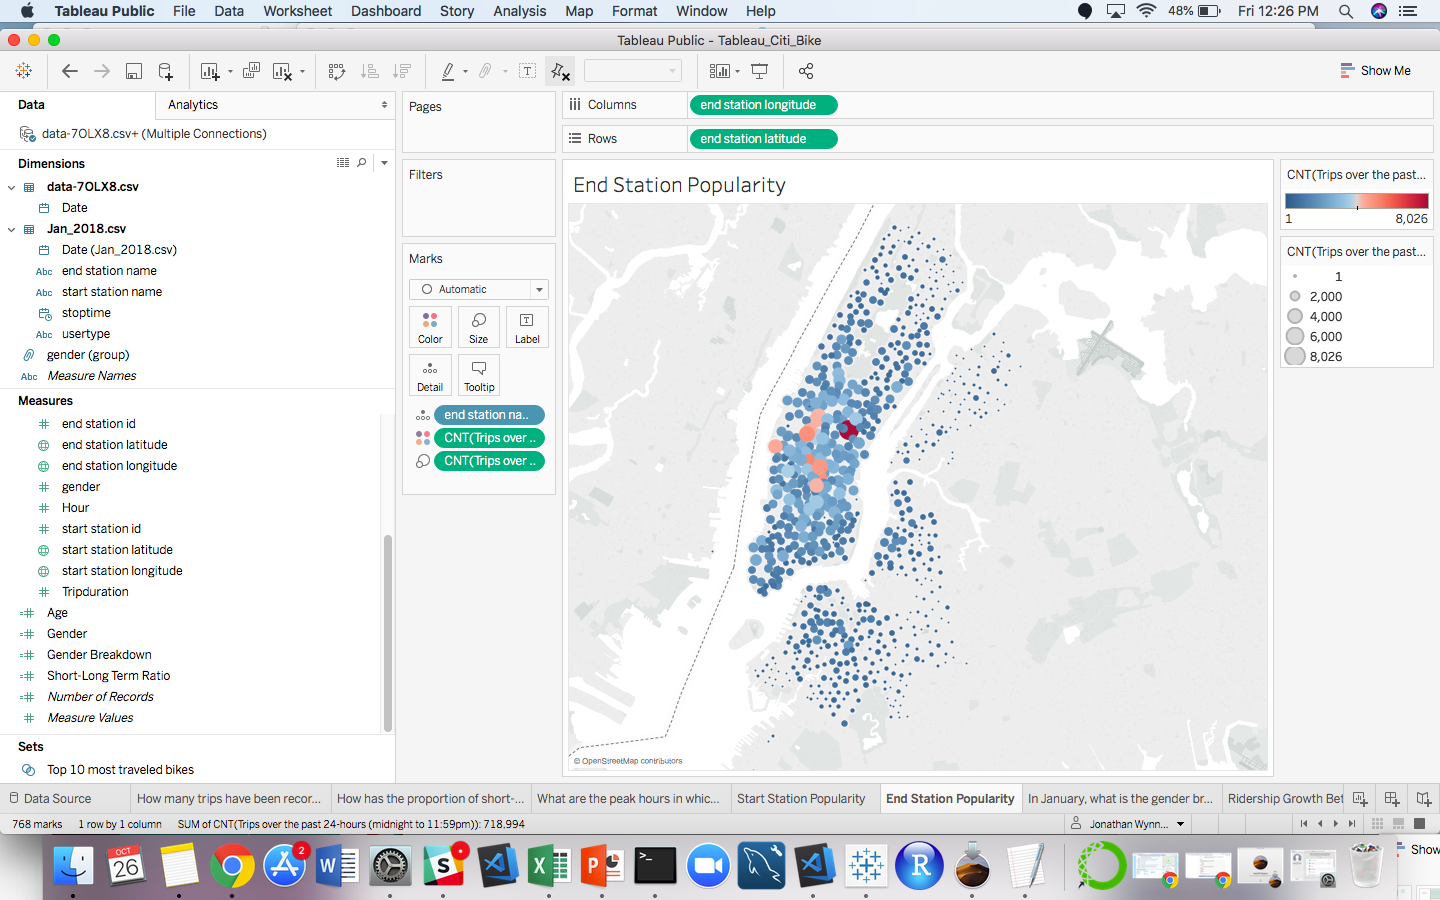 Tableau Public File Data Worksheet Dashboard Story Analysis Map Format Window Help 48% Fri 12:26 PM
Tableau Public - Tableau_Citi_Bike
Show Me
Data Analytics
data-7OLX8.csv+ (Multiple Connections)
Dimensions
data-7OLX8.csv
Date
Jan_2018.csv
Date (Jan_2018.csv)
Abc end station name
Abc start station name
stoptime
Abc usertype
gender (group)
Abc Measure Names
Measures
end station id
end station latitude
end station longitude
gender
Hour
start station id
start station latitude
start station longitude
Tripduration
Age
Gender
Gender Breakdown
Short-Long Term Ratio
Number of Records
Measure Values
Sets
Top 10 most traveled bikes
Pages
Filters
Marks
Automatic
Color Size Label
Detail Tooltip
end station na..
CNT(Trips over ..
CNT(Trips over ..
Columns end station longitude
Rows end station latitude
End Station Popularity
© OpenStreetMap contributors
CNT(Trips over the past...
1 8,026
CNT(Trips over the past...
1
2,000
4,000
6,000
8,026
Data Source How many trips have been recor... How has the proportion of short-... What are the peak hours in whic... Start Station Popularity End Station Popularity In January, what is the gender br... Ridership Growth Bet
768 marks 1 row by 1 column SUM of CNT(Trips over the past 24-hours (midnight to 11:59pm)): 718,994 Jonathan Wynn...
OCT
26
2
Show